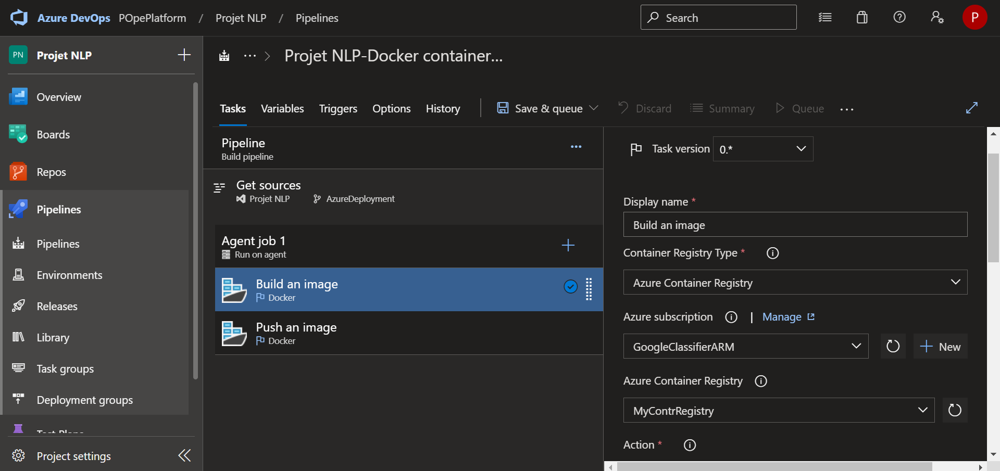 Azure DevOps POpePlatform / Projet NLP / Pipelines
Search
P
PN Projet NLP
Overview
Boards
Repos
Pipelines
Pipelines
Environments
Releases
Library
Task groups
Deployment groups
Test Plans
Project settings
... > Projet NLP-Docker container...
Tasks Variables Triggers Options History Save & queue Discard Summary Queue ...
Pipeline
Build pipeline
Get sources
Projet NLP AzureDeployment
Agent job 1
Run on agent
Build an image
Docker
Push an image
Docker
Task version 0.*
Display name *
Build an image
Container Registry Type *
Azure Container Registry
Azure subscription | Manage
GoogleClassifierARM
New
Azure Container Registry
MyContrRegistry
Action *